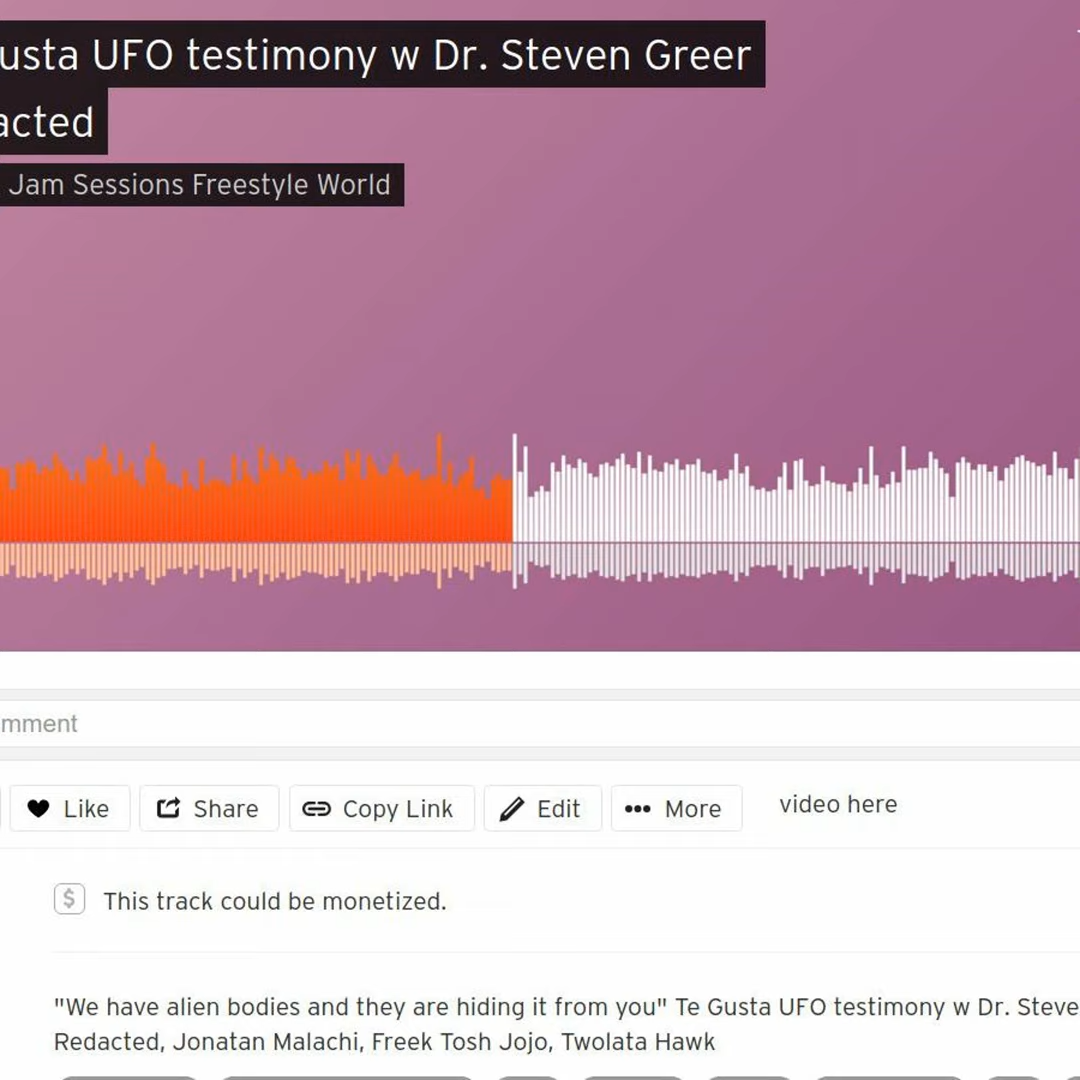 usta UFO testimony w Dr. Steven Greer
acted
Jam Sessions Freestyle World
mment
Like Share Copy Link Edit More video here
$ This track could be monetized.
"We have alien bodies and they are hiding it from you" Te Gusta UFO testimony w Dr. Steve
Redacted, Jonatan Malachi, Freek Tosh Jojo, Twolata Hawk